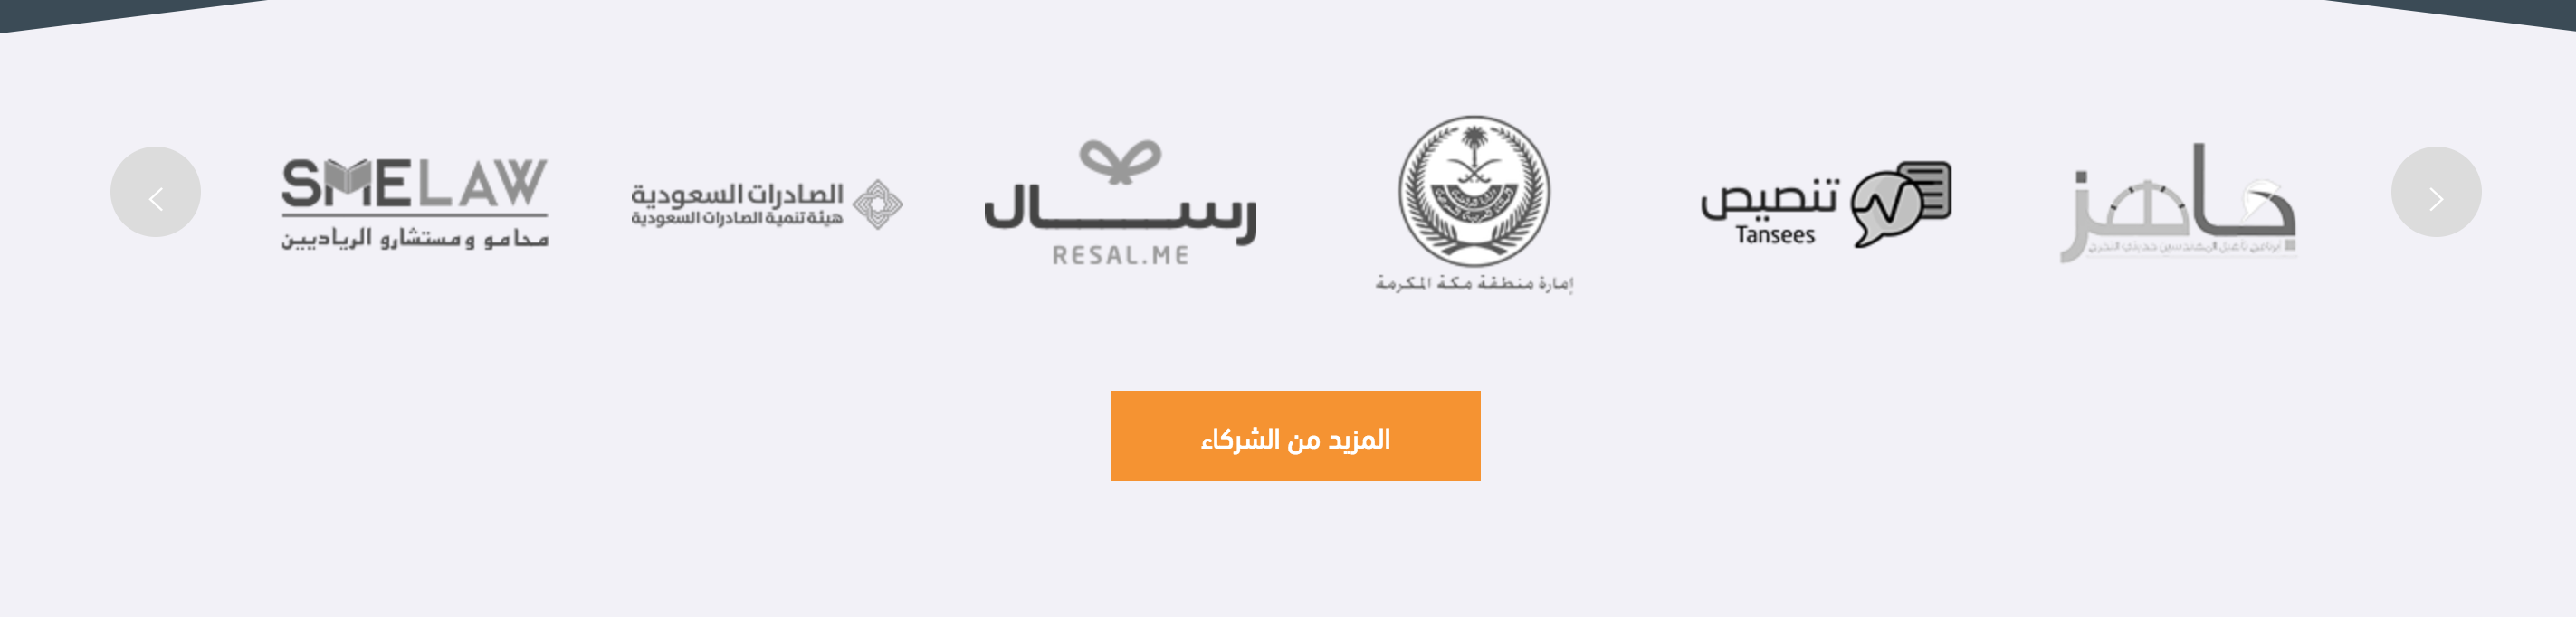 جاهز
تنصيص
Tansees
إمارة منطقة مكة المكرمة
رسال
RESAL.ME
الصادرات السعودية
هيئة تنمية الصادرات السعودية
SMELAW
محامو ومستشارو الرياديين
المزيد من الشركاء